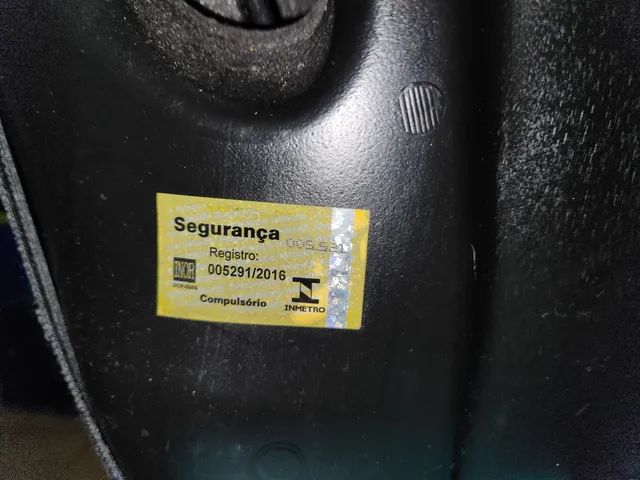 Segurança
Registro:
005291/2016
INOR
Compulsório
INMETRO